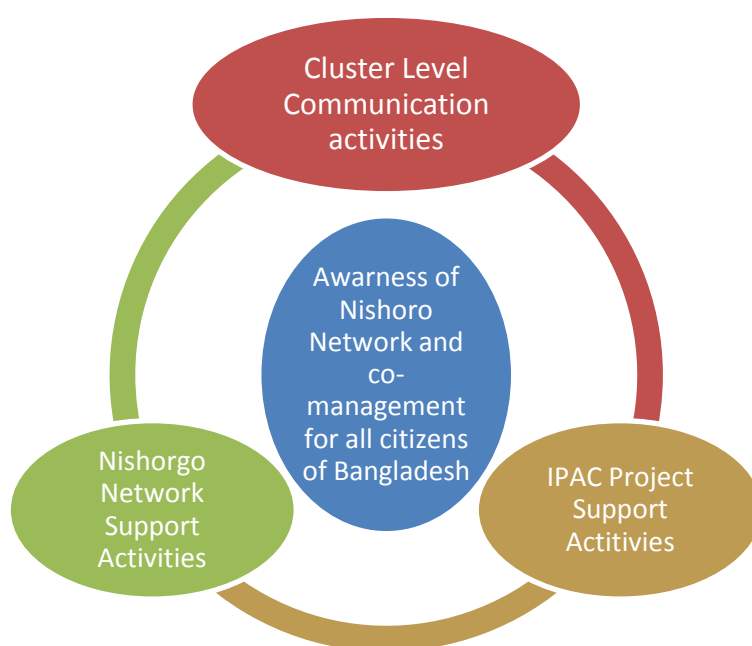 Cluster Level
Communication
activities
Awarness of
Nishoro
Network and
co-
management
for all citizens
of Bangladesh
Nishorgo
Network
Support
Activities
IPAC Project
Support
Actitivies